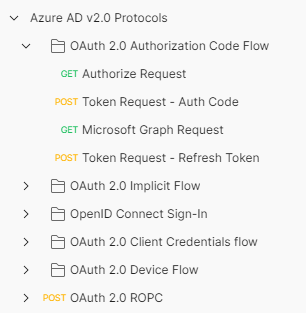 Azure AD v2.0 Protocols
OAuth 2.0 Authorization Code Flow
GET Authorize Request
POST Token Request - Auth Code
GET Microsoft Graph Request
POST Token Request - Refresh Token
OAuth 2.0 Implicit Flow
OpenID Connect Sign-In
OAuth 2.0 Client Credentials flow
OAuth 2.0 Device Flow
POST OAuth 2.0 ROPC